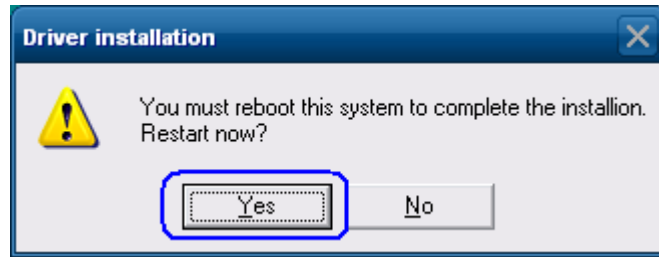 Driver installation
You must reboot this system to complete the installion.
Restart now?
Yes
No